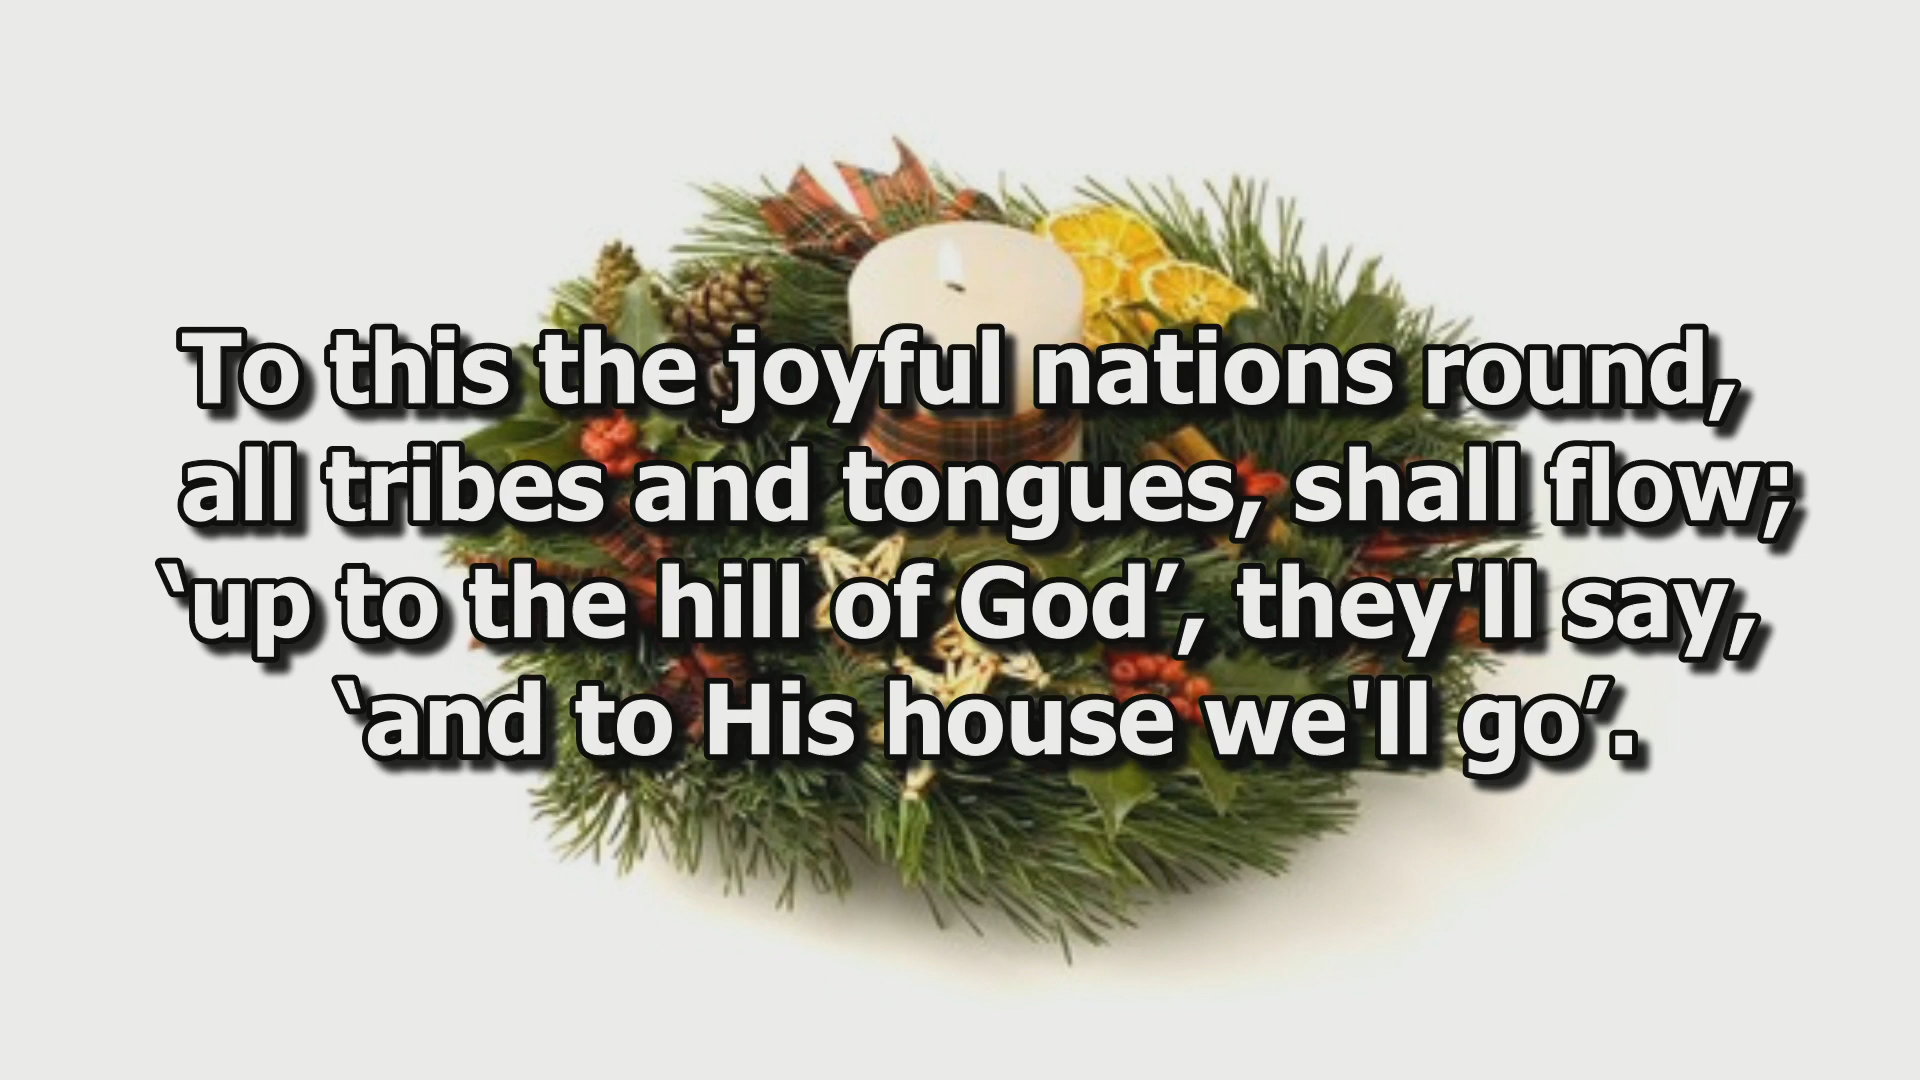 To this the joyful nations round,
all tribes and tongues, shall flow;
‘up to the hill of God’, they'll say,
‘and to His house we'll go’.